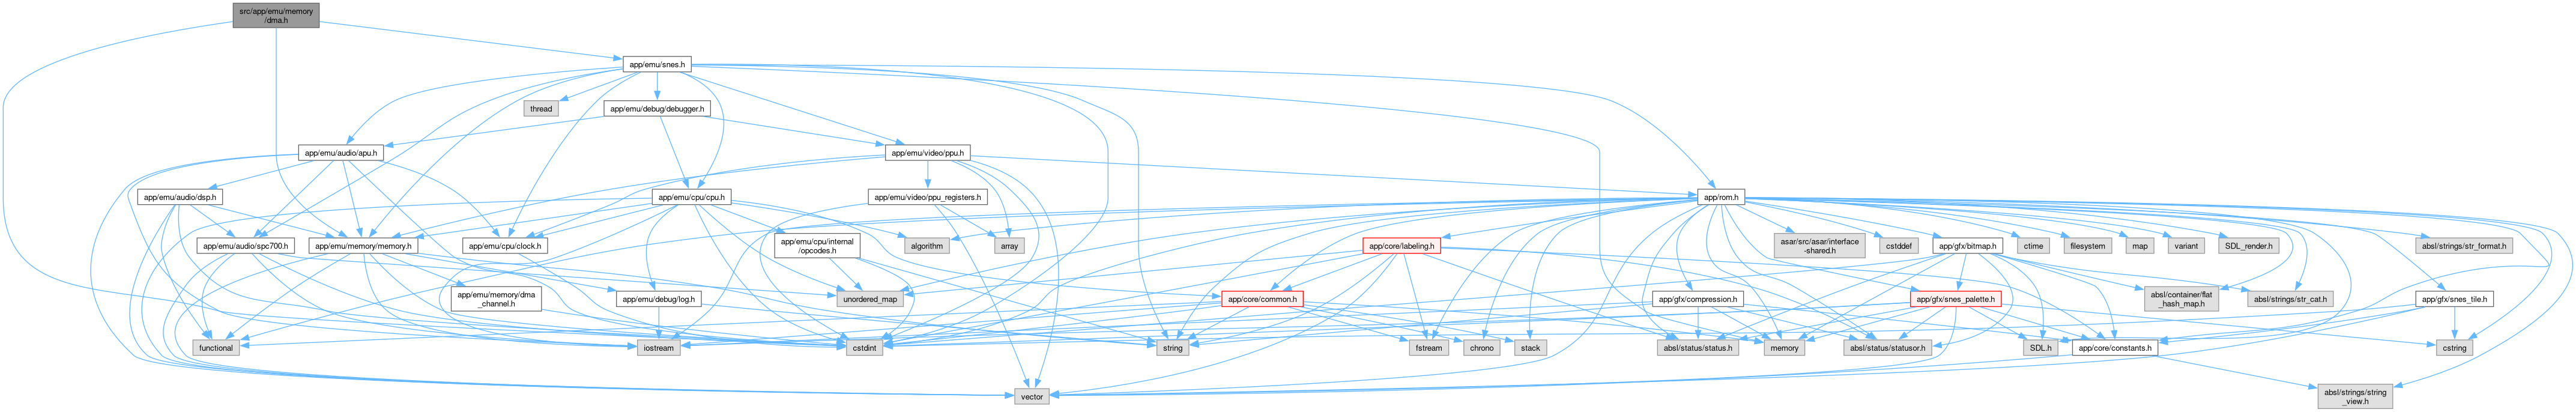 src/app/emu/memory
/dma.h
app/emu/snes.h
thread
app/emu/debug/debugger.h
app/emu/audio/apu.h
app/emu/video/ppu.h
app/emu/audio/dsp.h
app/emu/cpu/cpu.h
app/emu/video/ppu_registers.h
app/rom.h
app/emu/audio/spc700.h
app/emu/memory/memory.h
app/emu/cpu/clock.h
app/emu/cpu/internal
/opcodes.h
algorithm
array
app/core/labeling.h
asar/src/asar/interface
-shared.h
cstddef
app/gfx/bitmap.h
ctime
filesystem
map
variant
SDL_render.h
absl/strings/str_format.h
app/emu/memory/dma
_channel.h
app/emu/debug/log.h
unordered_map
app/core/common.h
app/gfx/compression.h
app/gfx/snes_palette.h
absl/container/flat
_hash_map.h
absl/strings/str_cat.h
app/gfx/snes_tile.h
functional
iostream
cstdint
string
fstream
chrono
stack
absl/status/status.h
memory
absl/status/statusor.h
SDL.h
app/core/constants.h
cstring
vector
absl/strings/string
_view.h